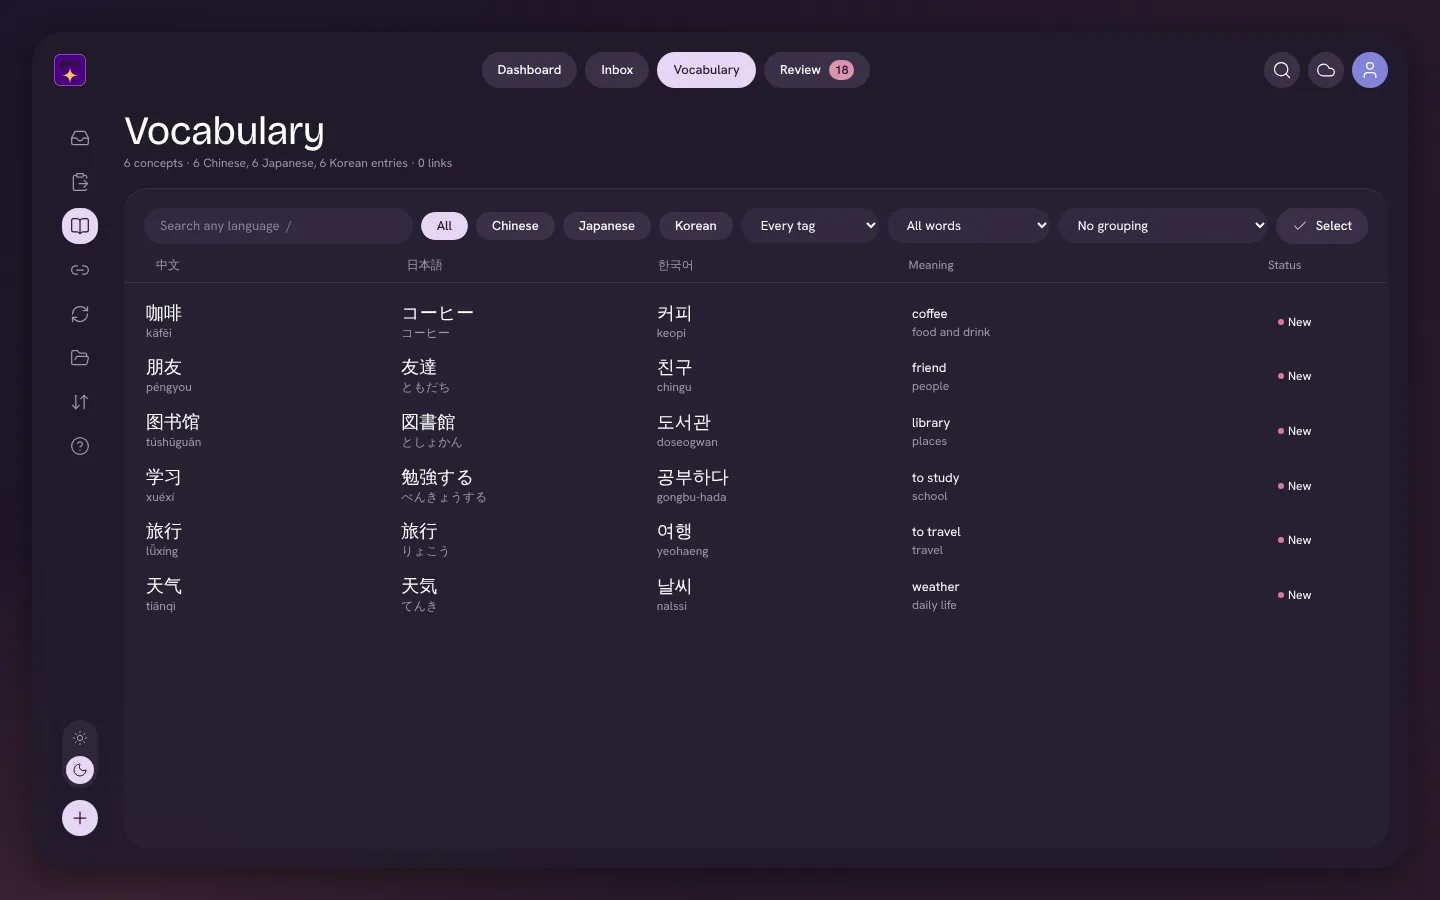 Dashboard Inbox Vocabulary Review 18
Vocabulary
6 concepts · 6 Chinese, 6 Japanese, 6 Korean entries · 0 links
Search any language / All Chinese Japanese Korean Every tag All words No grouping Select
中文 日本語 한국어 Meaning Status
咖啡 コーヒー 커피 coffee New
kāfēi コーヒー keopi food and drink
朋友 友達 친구 friend New
péngyou ともだち chingu people
图书馆 図書館 도서관 library New
túshūguǎn としょかん doseogwan places
学习 勉強する 공부하다 to study New
xuéxí べんきょうする gongbu-hada school
旅行 旅行 여행 to travel New
lǚxíng りょこう yeohaeng travel
天气 天気 날씨 weather New
tiānqì てんき nalssi daily life